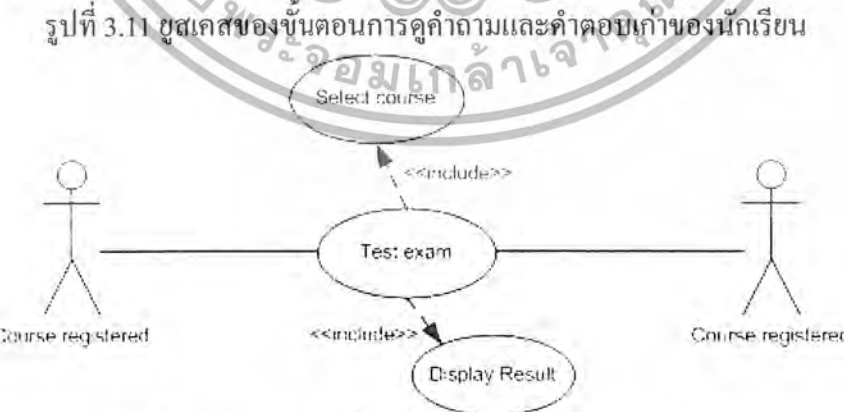 รูปที่ 3.11 ยูสเคสของขั้นตอนการดูคำถามและคำตอบเก่าของนักเรียน
Select course
<<include>>
Test exam
Course registered
<<include>>
Course registered
Display Result